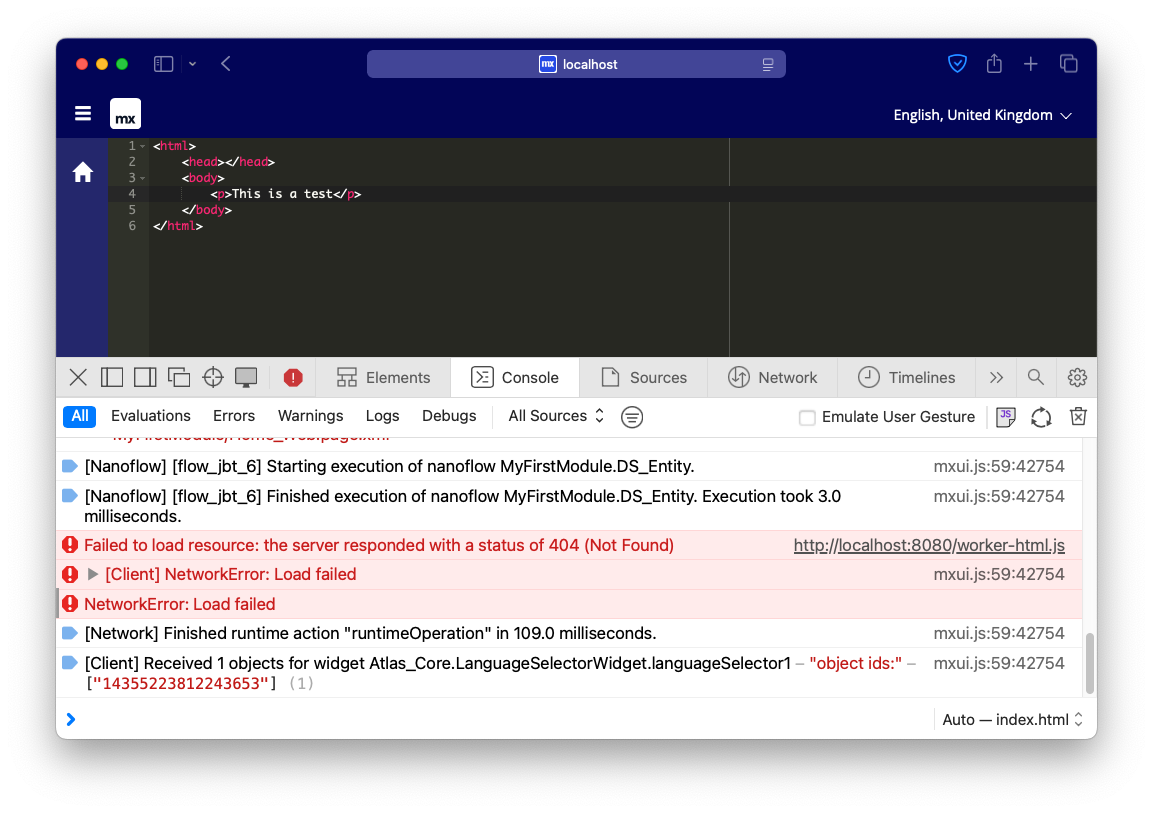 mx localhost
mx
English, United Kingdom
1 <html>
2 <head></head>
3 <body>
4 <p>This is a test</p>
5 </body>
6 </html>
Elements Console Sources Network Timelines
All Evaluations Errors Warnings Logs Debugs All Sources Emulate User Gesture JS
MyFirstModule/Home_Web.page.xml
[Nanoflow] [flow_jbt_6] Starting execution of nanoflow MyFirstModule.DS_Entity. mxui.js:59:42754
[Nanoflow] [flow_jbt_6] Finished execution of nanoflow MyFirstModule.DS_Entity. Execution took 3.0 mxui.js:59:42754
milliseconds.
Failed to load resource: the server responded with a status of 404 (Not Found) http://localhost:8080/worker-html.js
[Client] NetworkError: Load failed mxui.js:59:42754
NetworkError: Load failed
[Network] Finished runtime action "runtimeOperation" in 109.0 milliseconds. mxui.js:59:42754
[Client] Received 1 objects for widget Atlas_Core.LanguageSelectorWidget.languageSelector1 – "object ids:" – mxui.js:59:42754
["14355223812243653"] (1)
Auto — index.html